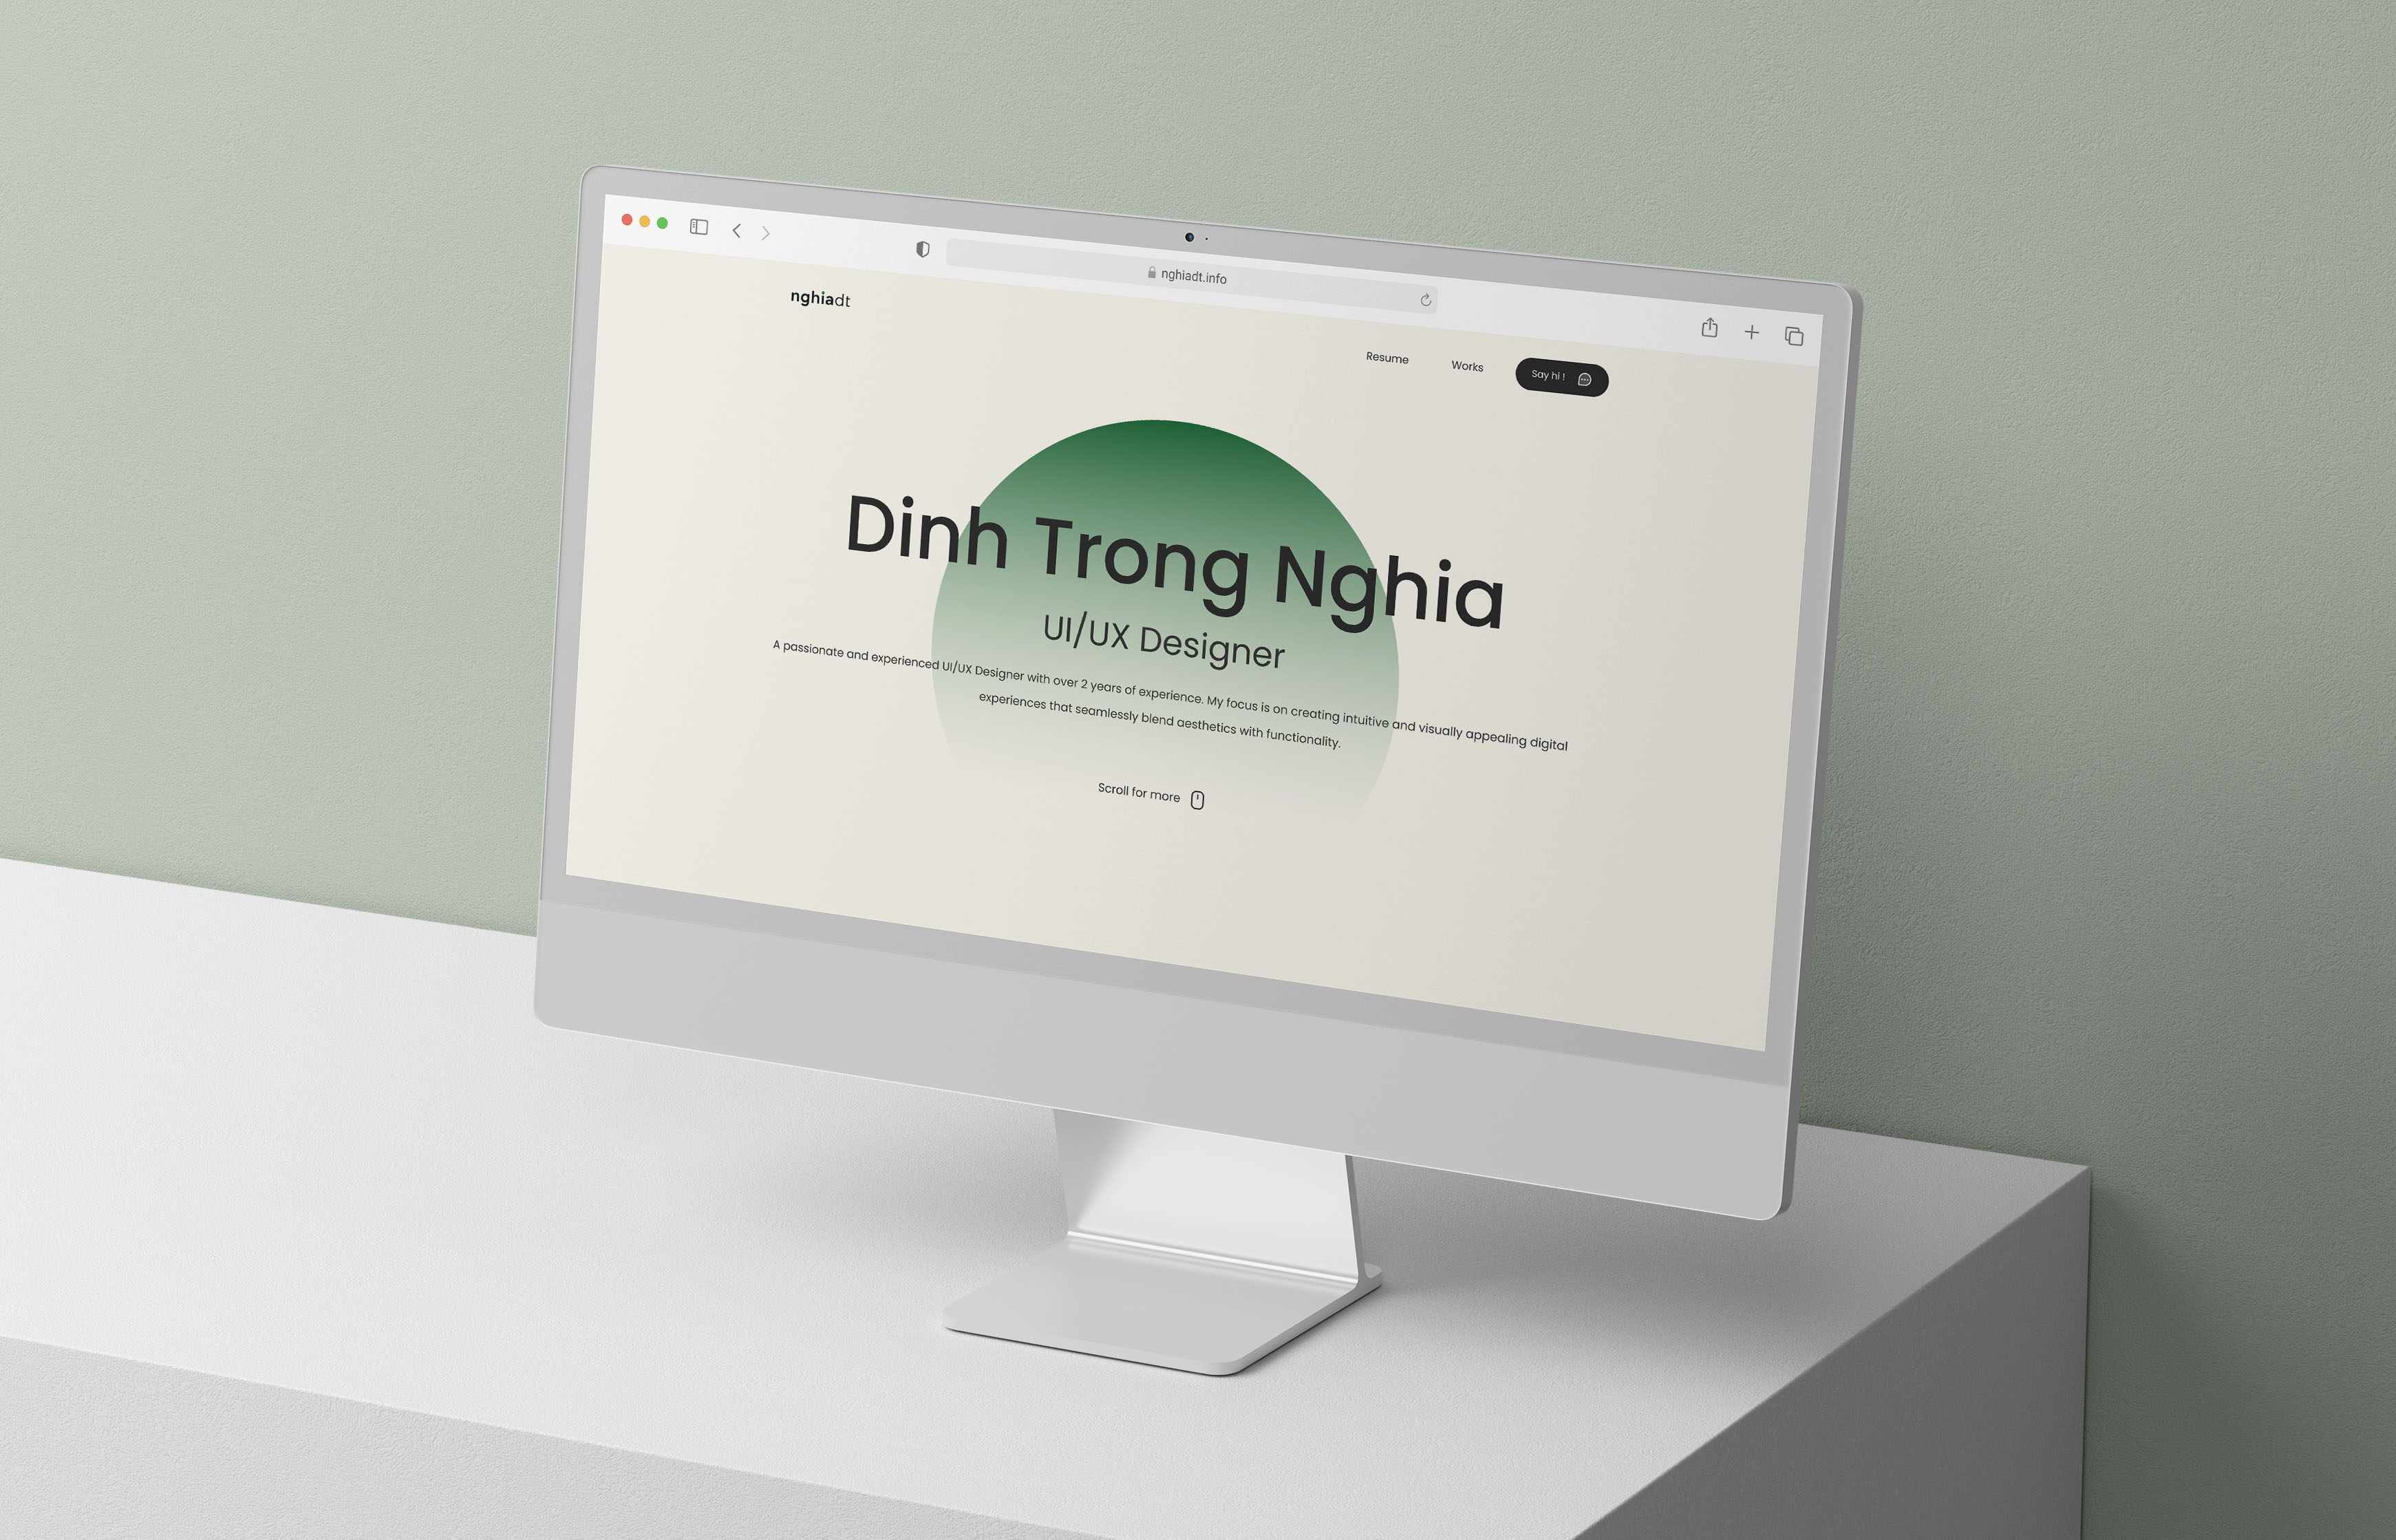 nghiadt.info
nghiadt
Resume
Works
Say hi !
Dinh Trong Nghia
UI/UX Designer
A passionate and experienced UI/UX Designer with over 2 years of experience. My focus is on creating intuitive and visually appealing digital
experiences that seamlessly blend aesthetics with functionality.
Scroll for more